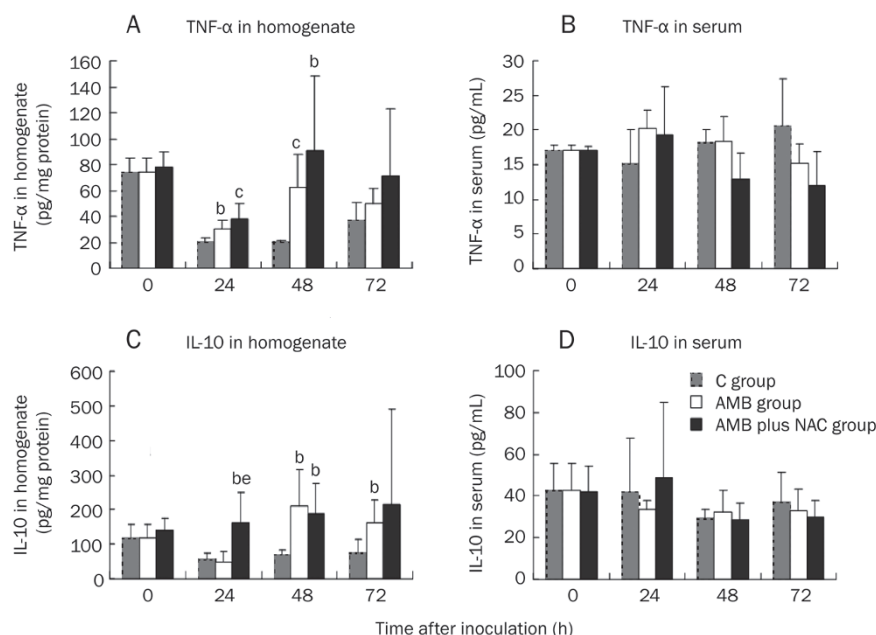 A TNF-α in homogenate
TNF-α in homogenate
(pg/mg protein)
160
140
120
100
80
60
40
20
0
b
c
c
b
0 24 48 72
B TNF-α in serum
TNF-α in serum (pg/mL)
30
25
20
15
10
5
0
0 24 48 72
C IL-10 in homogenate
IL-10 in homogenate
(pg/mg protein)
600
500
400
300
200
100
0
be
b
b
b
0 24 48 72
D IL-10 in serum
IL-10 in serum (pg/mL)
100
80
60
40
20
0
C group
AMB group
AMB plus NAC group
0 24 48 72
Time after inoculation (h)